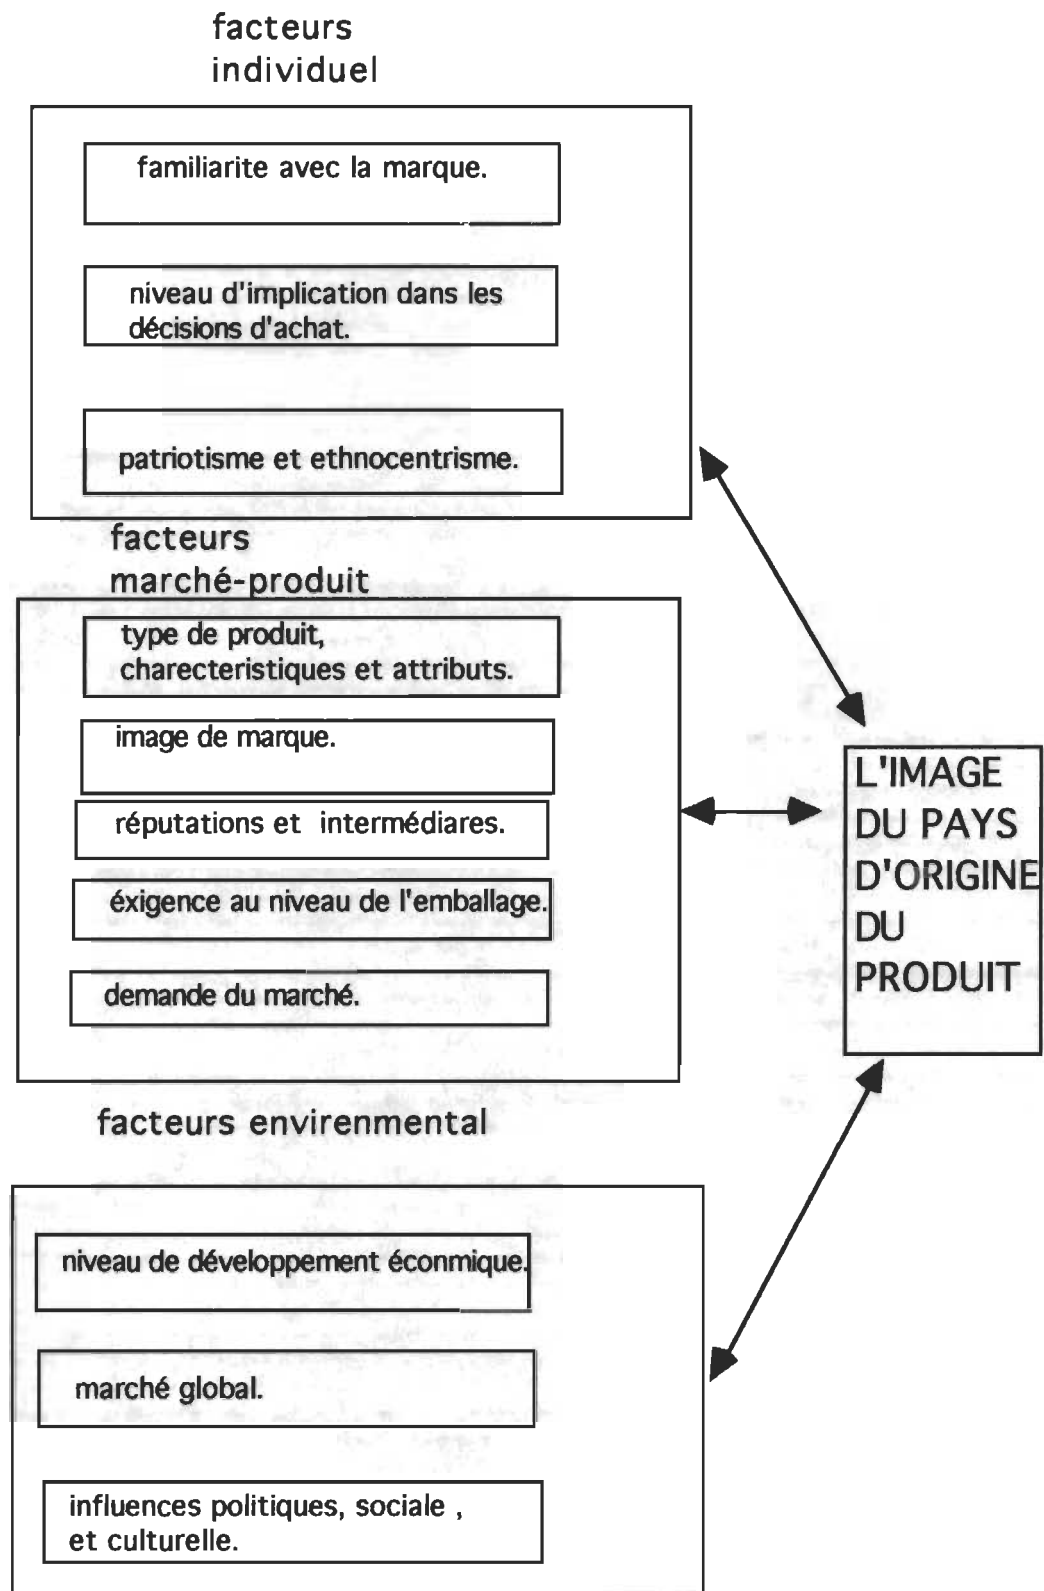 facteurs
individuel
familiarite avec la marque.
niveau d'implication dans les
décisions d'achat.
patriotisme et ethnocentrisme.
facteurs
marché-produit
type de produit,
charecteristiques et attributs.
image de marque.
réputations et intermédiares.
éxigence au niveau de l'emballage.
demande du marché.
L'IMAGE
DU PAYS
D'ORIGINE
DU
PRODUIT
facteurs envirenmental
niveau de développement éconmique.
marché global.
influences politiques, sociale ,
et culturelle.